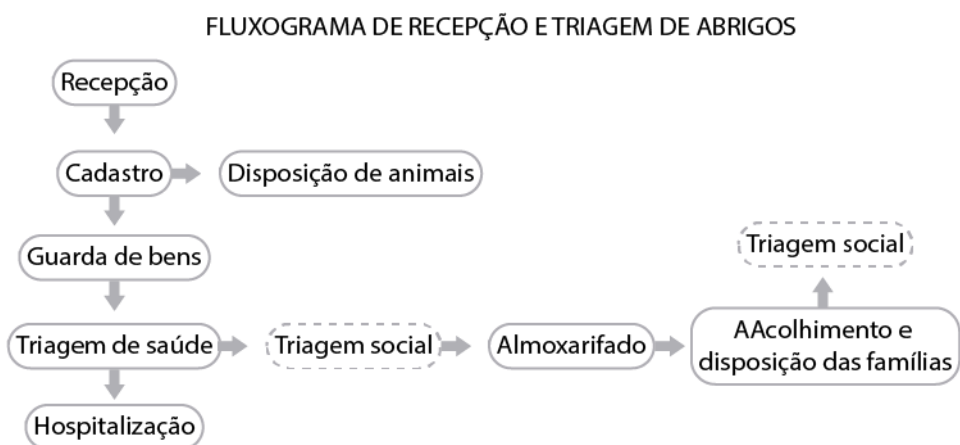 FLUXOGRAMA DE RECEPÇÃO E TRIAGEM DE ABRIGOS
Recepção
Cadastro
Disposição de animais
Guarda de bens
Triagem social
Triagem de saúde
Triagem social
Almoxarifado
AAcolhimento e
disposição das famílias
Hospitalização